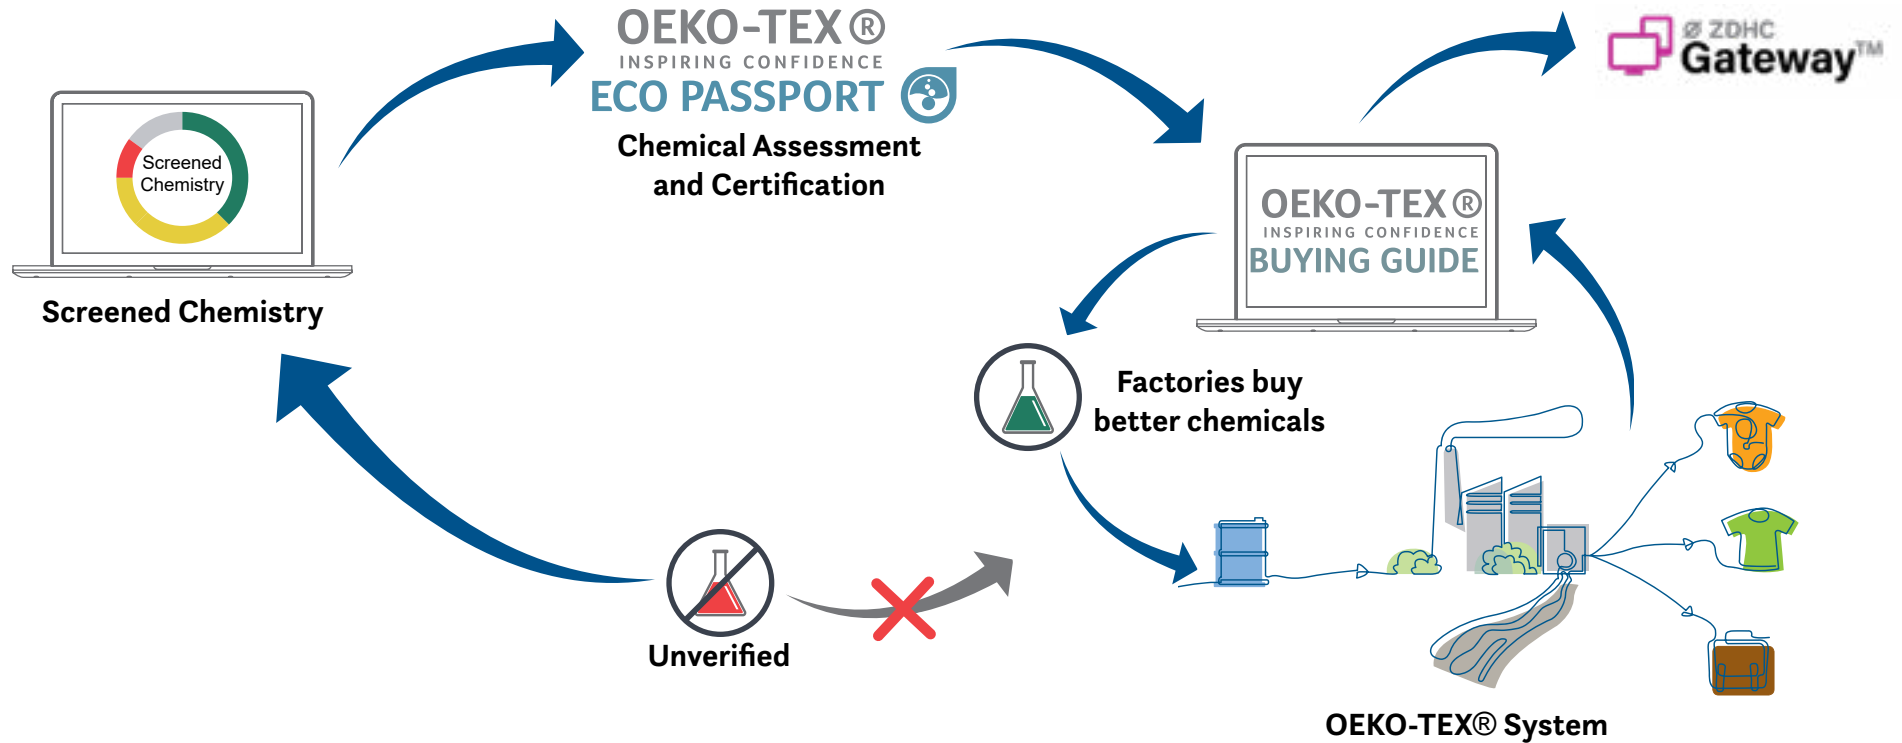 OEKO-TEX®
INSPIRING CONFIDENCE
ECO PASSPORT
Chemical Assessment
and Certification
Ø ZDHC
Gateway™
Screened
Chemistry
Screened Chemistry
OEKO-TEX®
INSPIRING CONFIDENCE
BUYING GUIDE
Factories buy
better chemicals
Unverified
OEKO-TEX® System